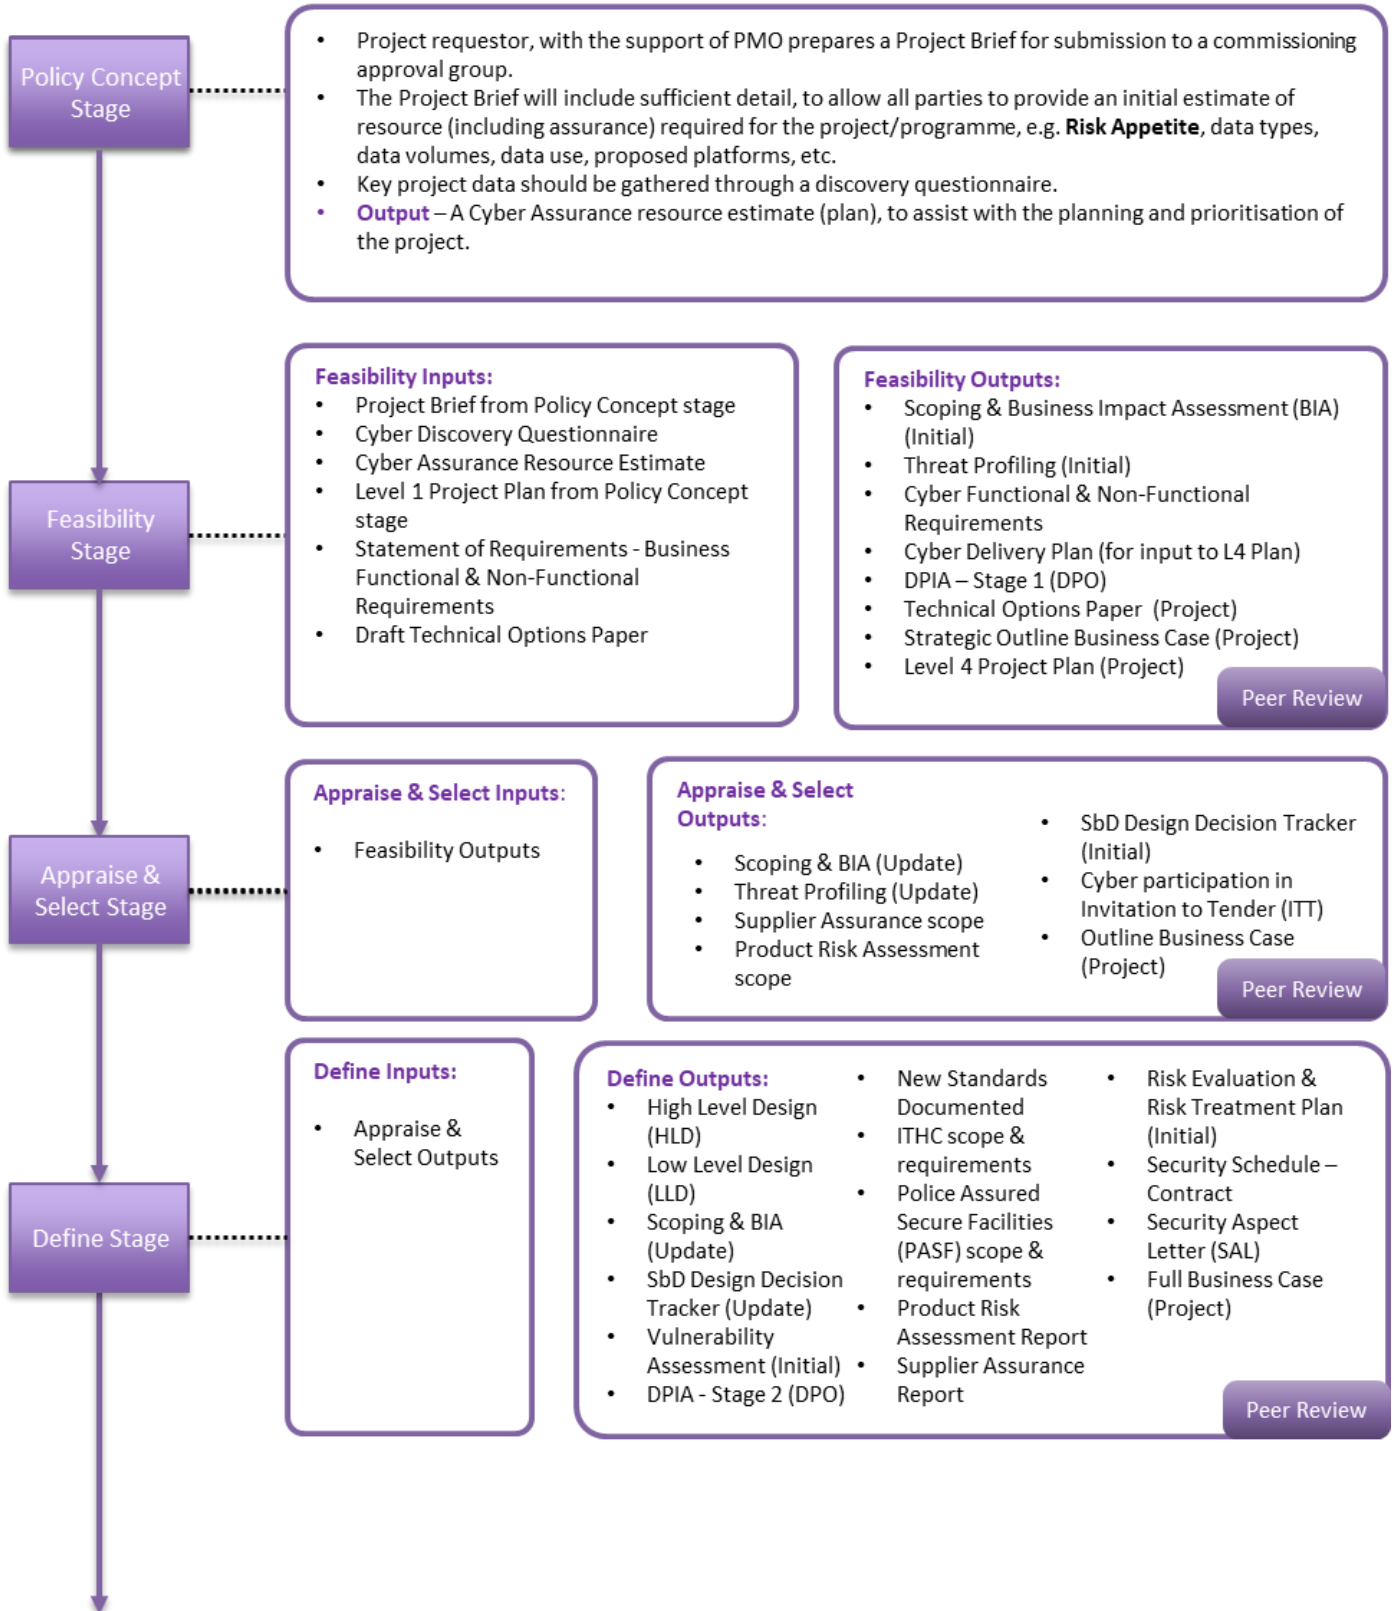 Policy Concept
Stage
• Project requestor, with the support of PMO prepares a Project Brief for submission to a commissioning
approval group.
• The Project Brief will include sufficient detail, to allow all parties to provide an initial estimate of
resource (including assurance) required for the project/programme, e.g. Risk Appetite, data types,
data volumes, data use, proposed platforms, etc.
• Key project data should be gathered through a discovery questionnaire.
• Output – A Cyber Assurance resource estimate (plan), to assist with the planning and prioritisation of
the project.
Feasibility
Stage
Feasibility Inputs:
• Project Brief from Policy Concept stage
• Cyber Discovery Questionnaire
• Cyber Assurance Resource Estimate
• Level 1 Project Plan from Policy Concept
stage
• Statement of Requirements - Business
Functional & Non-Functional
Requirements
• Draft Technical Options Paper
Feasibility Outputs:
• Scoping & Business Impact Assessment (BIA)
(Initial)
• Threat Profiling (Initial)
• Cyber Functional & Non-Functional
Requirements
• Cyber Delivery Plan (for input to L4 Plan)
• DPIA – Stage 1 (DPO)
• Technical Options Paper (Project)
• Strategic Outline Business Case (Project)
• Level 4 Project Plan (Project)
Peer Review
Appraise &
Select Stage
Appraise & Select Inputs:
• Feasibility Outputs
Appraise & Select
Outputs:
• Scoping & BIA (Update)
• Threat Profiling (Update)
• Supplier Assurance scope
• Product Risk Assessment
scope
• SbD Design Decision Tracker
(Initial)
• Cyber participation in
Invitation to Tender (ITT)
• Outline Business Case
(Project)
Peer Review
Define Stage
Define Inputs:
• Appraise &
Select Outputs
Define Outputs:
• High Level Design
(HLD)
• Low Level Design
(LLD)
• Scoping & BIA
(Update)
• SbD Design Decision
Tracker (Update)
• Vulnerability
Assessment (Initial)
• DPIA - Stage 2 (DPO)
• New Standards
Documented
• ITHC scope &
requirements
• Police Assured
Secure Facilities
(PASF) scope &
requirements
• Product Risk
Assessment Report
• Supplier Assurance
Report
• Risk Evaluation &
Risk Treatment Plan
(Initial)
• Security Schedule –
Contract
• Security Aspect
Letter (SAL)
• Full Business Case
(Project)
Peer Review